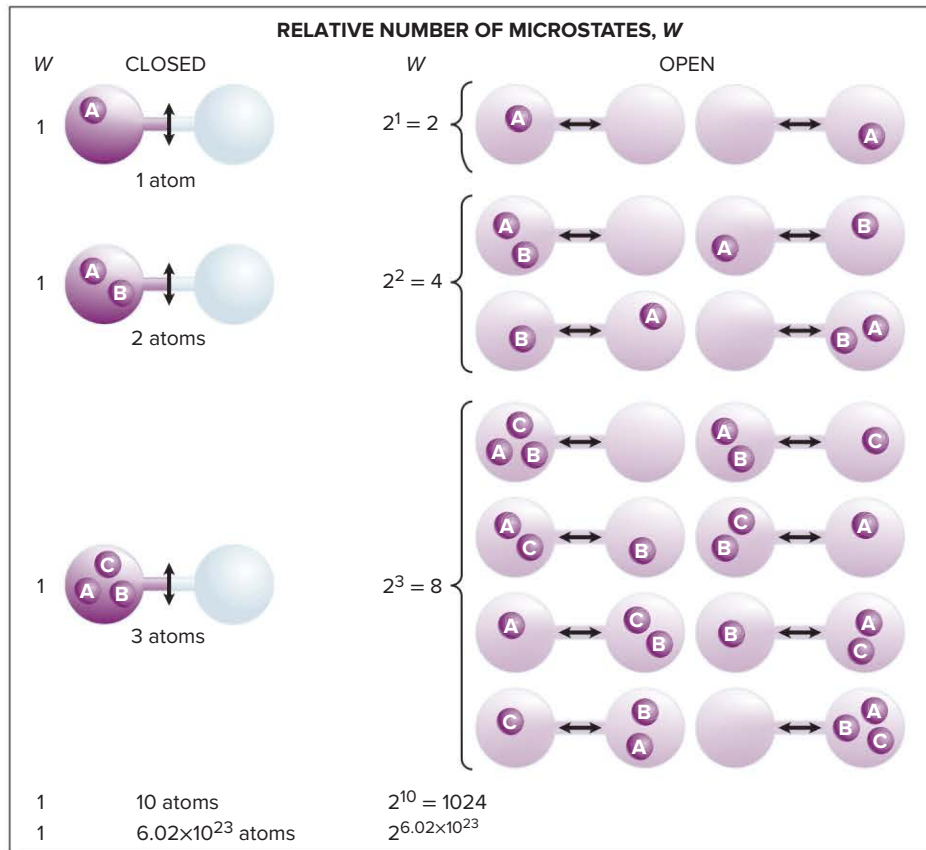 RELATIVE NUMBER OF MICROSTATES, W
W CLOSED W OPEN
1 A 2¹ = 2 A A
1 atom
1 A B 2² = 4 A B A B
B A B A
2 atoms
1 C A B 2³ = 8 C A B A B C
A C B C B A
A C B B A C
3 atoms
C B A B A C
1 10 atoms 2¹⁰ = 1024
1 6.02×10²³ atoms 2^6.02×10²³